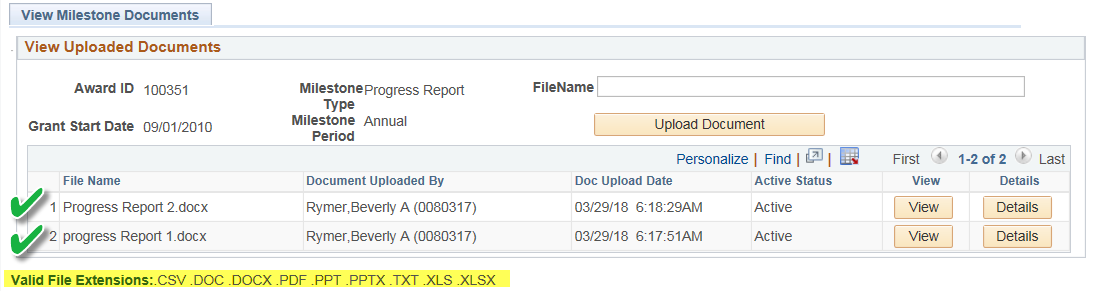 View Milestone Documents
View Uploaded Documents
Award ID 100351 Milestone Type Progress Report FileName
Grant Start Date 09/01/2010 Milestone Period Annual Upload Document
Personalize | Find | | First 1-2 of 2 Last
File Name Document Uploaded By Doc Upload Date Active Status View Details
1 Progress Report 2.docx Rymer,Beverly A (0080317) 03/29/18 6:18:29AM Active View Details
2 progress Report 1.docx Rymer,Beverly A (0080317) 03/29/18 6:17:51AM Active View Details
Valid File Extensions:.CSV .DOC .DOCX .PDF .PPT .PPTX .TXT .XLS .XLSX